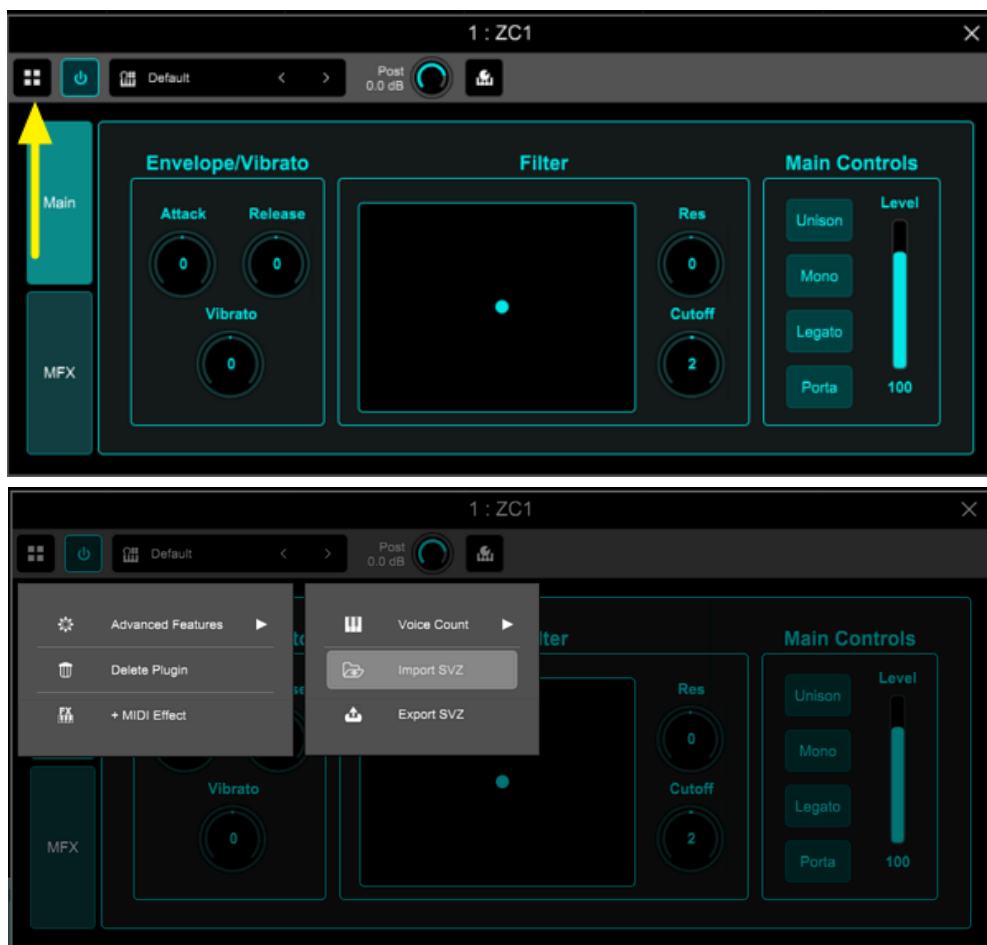 1 : ZC1
Default
Post
0.0 dB
Main
MFX
Envelope/Vibrato
Attack
Release
0
0
Vibrato
0
Filter
Res
0
Cutoff
2
Main Controls
Unison
Mono
Legato
Porta
Level
100
1 : ZC1
Default
Post
0.0 dB
Advanced Features
Delete Plugin
FX
+ MIDI Effect
Voice Count
Import SVZ
Export SVZ
MFX
Vibrato
0
lter
Res
0
Cutoff
2
Main Controls
Unison
Mono
Legato
Porta
Level
100